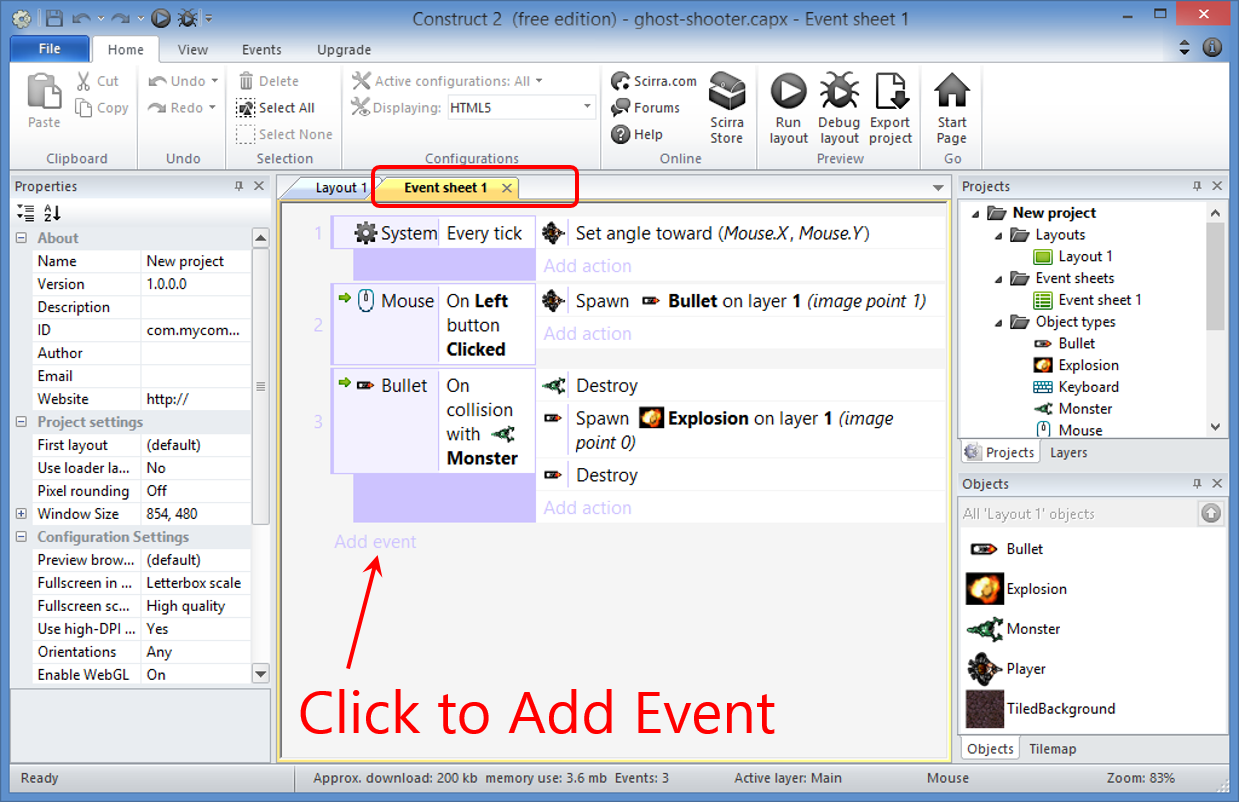 Construct 2 (free edition) - ghost-shooter.capx - Event sheet 1
File Home View Events Upgrade
Paste
Cut
Copy
Clipboard
Undo
Redo
Undo
Delete
Select All
Select None
Selection
Active configurations: All
Displaying: HTML5
Configurations
Scirra.com
Forums
Help
Scirra
Store
Online
Run
layout
Debug
layout
Export
project
Preview
Start
Page
Go
Properties
About
Name New project
Version 1.0.0.0
Description
ID com.mycom...
Author
Email
Website http://
Project settings
First layout (default)
Use loader la... No
Pixel rounding Off
Window Size 854, 480
Configuration Settings
Preview brow... (default)
Fullscreen in ... Letterbox scale
Fullscreen sc... High quality
Use high-DPI ... Yes
Orientations Any
Enable WebGL On
Layout 1 Event sheet 1
1 System Every tick Set angle toward (Mouse.X, Mouse.Y)
Add action
2 Mouse On Left
button
Clicked
Spawn Bullet on layer 1 (image point 1)
Add action
3 Bullet On
collision
with
Monster
Destroy
Spawn Explosion on layer 1 (image
point 0)
Destroy
Add action
Add event
Click to Add Event
Projects
New project
Layouts
Layout 1
Event sheets
Event sheet 1
Object types
Bullet
Explosion
Keyboard
Monster
Mouse
Projects Layers
Objects
All 'Layout 1' objects
Bullet
Explosion
Monster
Player
TiledBackground
Objects Tilemap
Ready Approx. download: 200 kb memory use: 3.6 mb Events: 3 Active layer: Main Mouse Zoom: 83%